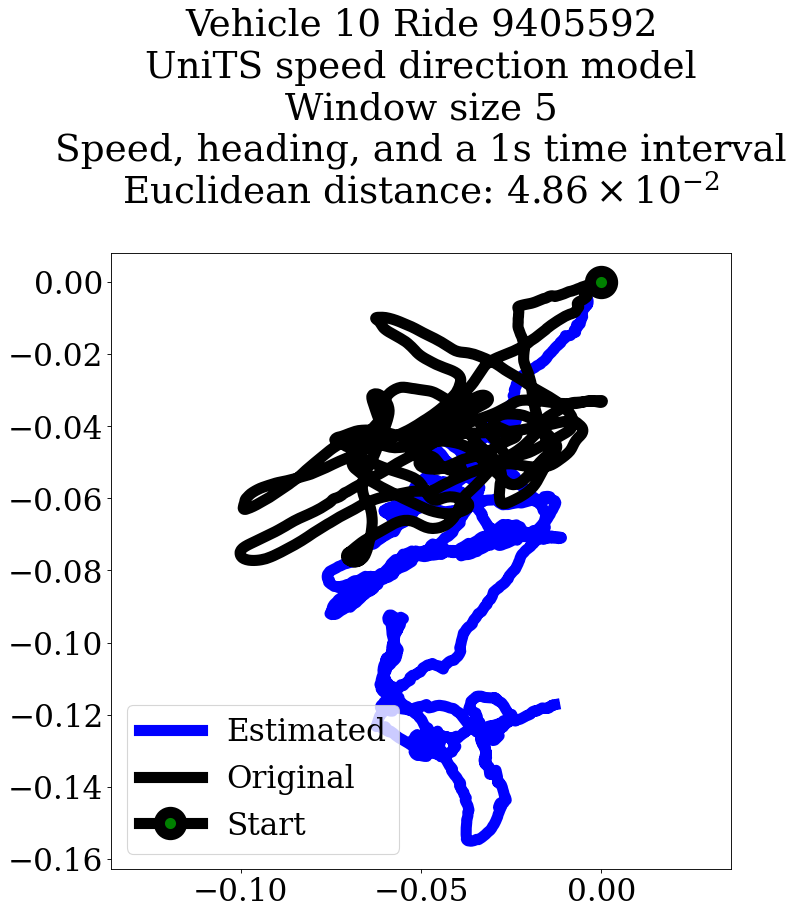 Vehicle 10 Ride 9405592
UniTS speed direction model
Window size 5
Speed, heading, and a 1s time interval
Euclidean distance: 4.86 × 10⁻²
0.00
−0.02
−0.04
−0.06
−0.08
−0.10
−0.12
−0.14
−0.16
Estimated
Original
Start
−0.10 −0.05 0.00